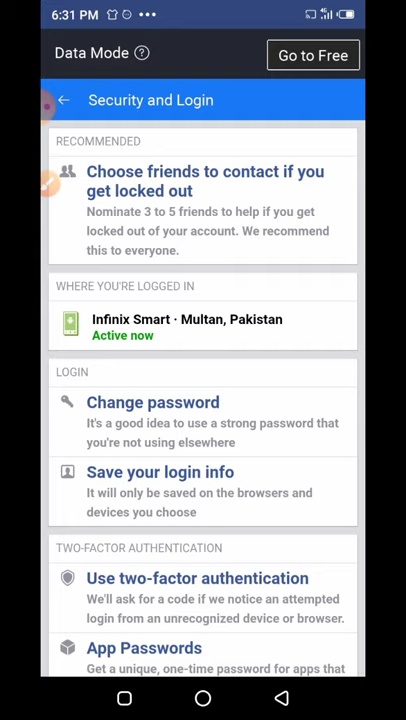 6:31 PM
4G
Data Mode ?
Go to Free
Security and Login
RECOMMENDED
Choose friends to contact if you
get locked out
Nominate 3 to 5 friends to help if you get
locked out of your account. We recommend
this to everyone.
WHERE YOU'RE LOGGED IN
Infinix Smart · Multan, Pakistan
Active now
LOGIN
Change password
It's a good idea to use a strong password that
you're not using elsewhere
Save your login info
It will only be saved on the browsers and
devices you choose
TWO-FACTOR AUTHENTICATION
Use two-factor authentication
We'll ask for a code if we notice an attempted
login from an unrecognized device or browser.
App Passwords
Get a unique, one-time password for apps that